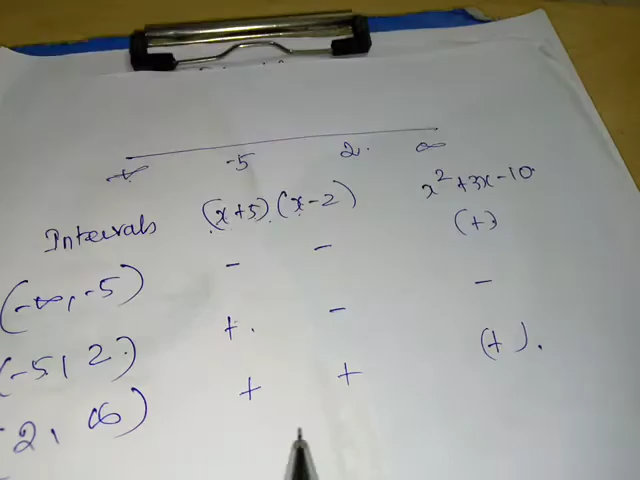 -∞ -5 2. ∞
Intervals (x+5) (x-2) x²+3x-10
(-∞, -5) - - (+)
(-5, 2) + - -
2, ∞) + + (+).